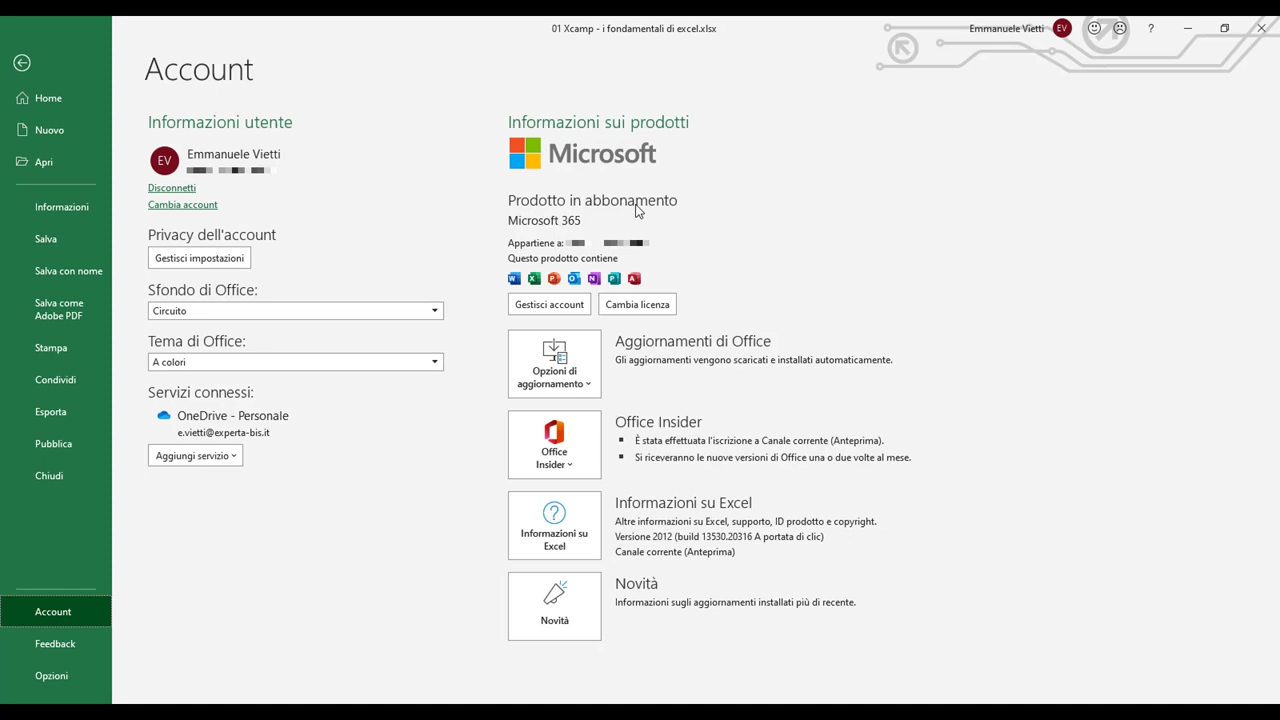 01 Xcamp - i fondamentali di excel.xlsx
Emmanuele Vietti
EV
?
Account
Home
Nuovo
Apri
Informazioni
Salva
Salva con nome
Salva come
Adobe PDF
Stampa
Condividi
Esporta
Pubblica
Chiudi
Account
Feedback
Opzioni
Informazioni utente
EV
Emmanuele Vietti
Disconnetti
Cambia account
Privacy dell'account
Gestisci impostazioni
Sfondo di Office:
Circuito
Tema di Office:
A colori
Servizi connessi:
OneDrive - Personale
e.vietti@experta-bis.it
Aggiungi servizio
Informazioni sui prodotti
Microsoft
Prodotto in abbonamento
Microsoft 365
Appartiene a:
Questo prodotto contiene
Gestisci account
Cambia licenza
Opzioni di
aggiornamento
Aggiornamenti di Office
Gli aggiornamenti vengono scaricati e installati automaticamente.
Office
Insider
Office Insider
È stata effettuata l'iscrizione a Canale corrente (Anteprima).
Si riceveranno le nuove versioni di Office una o due volte al mese.
Informazioni su
Excel
Informazioni su Excel
Altre informazioni su Excel, supporto, ID prodotto e copyright.
Versione 2012 (build 13530.20316 A portata di clic)
Canale corrente (Anteprima)
Novità
Novità
Informazioni sugli aggiornamenti installati più di recente.